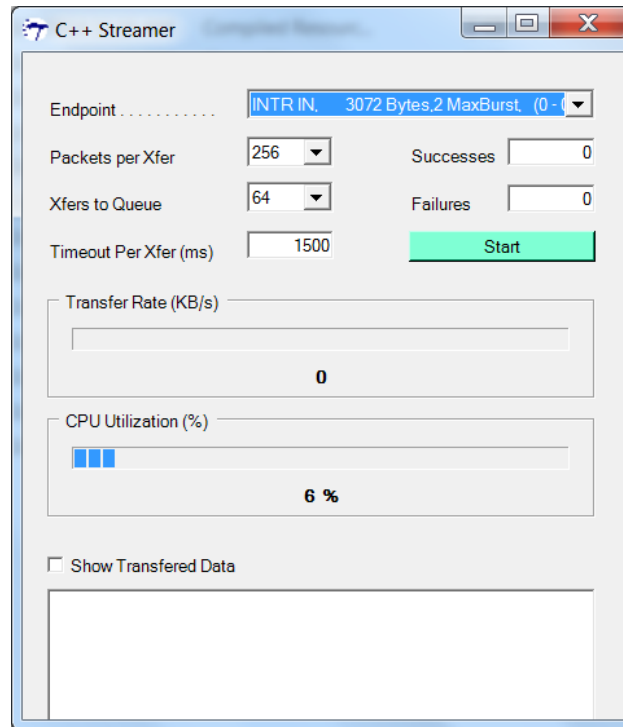 C++ Streamer
Endpoint . . . . . . . . . . . INTR IN, 3072 Bytes,2 MaxBurst, (0 -
Packets per Xfer 256 Successes 0
Xfers to Queue 64 Failures 0
Timeout Per Xfer (ms) 1500 Start
Transfer Rate (KB/s)
0
CPU Utilization (%)
6 %
Show Transfered Data